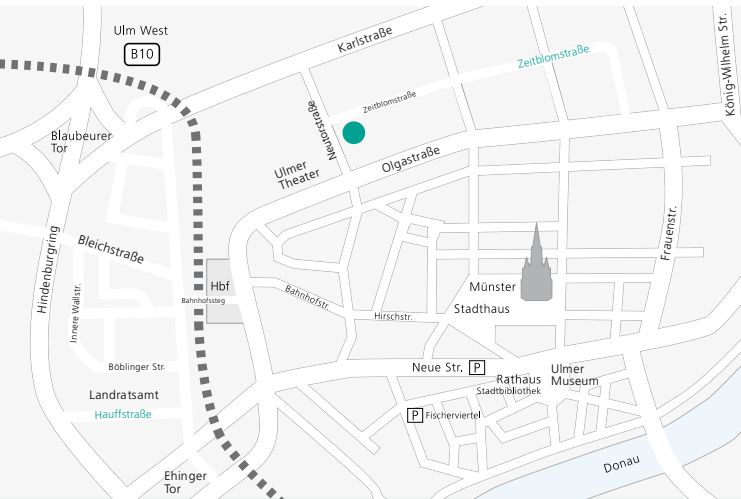 Ulm West
B10
Karlstraße
König-Wilhelm Str.
Zeitblomstraße
Zeitblomstraße
Neutorstraße
Blaubeurer
Tor
Olgastraße
Ulmer
Theater
Frauenstr.
Bleichstraße
Hindenburgring
Innere Wallstr.
Hbf
Bahnhofssteg
Bahnhofstr.
Münster
Stadthaus
Hirschstr.
Böblinger Str.
Neue Str. P
Rathaus
Stadtbibliothek
Ulmer
Museum
Landratsamt
Hauffstraße
P Fischerviertel
Donau
Ehinger
Tor